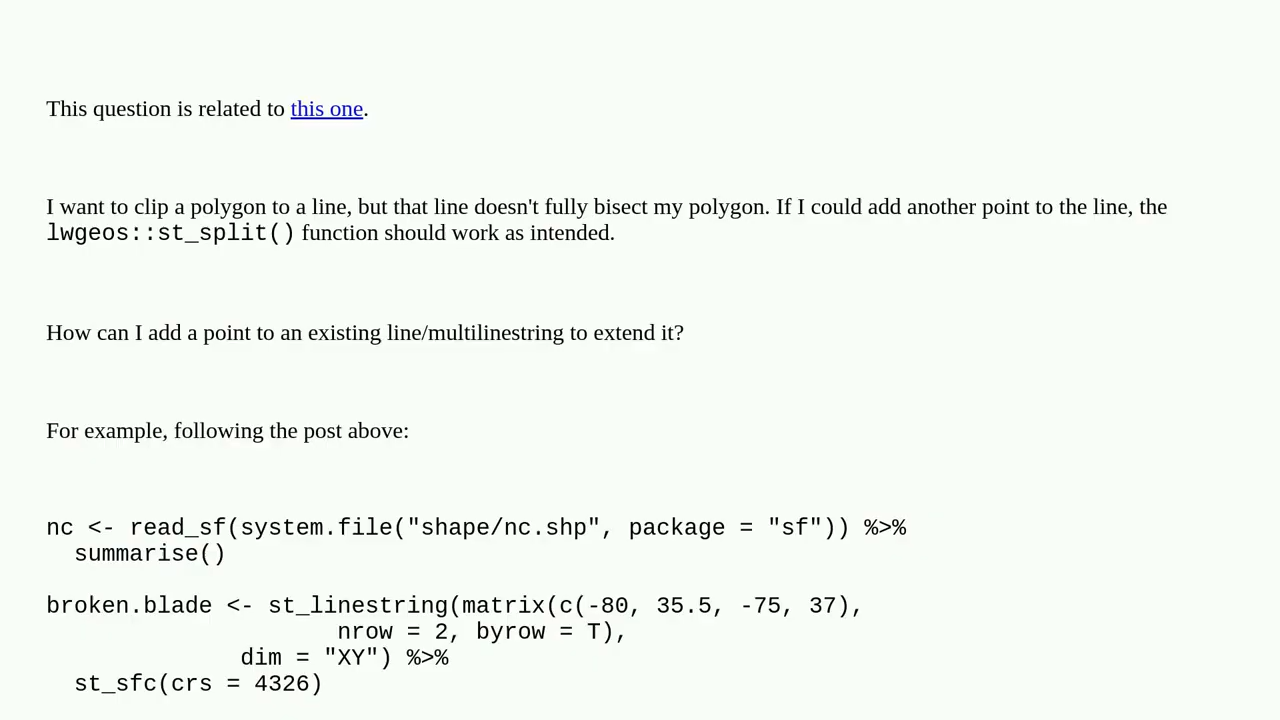 This question is related to this one.
I want to clip a polygon to a line, but that line doesn't fully bisect my polygon. If I could add another point to the line, the
lwgeos::st_split() function should work as intended.
How can I add a point to an existing line/multilinestring to extend it?
For example, following the post above:
nc <- read_sf(system.file("shape/nc.shp", package = "sf")) %>%
  summarise()
broken.blade <- st_linestring(matrix(c(-80, 35.5, -75, 37),
                     nrow = 2, byrow = T),
              dim = "XY") %>%
  st_sfc(crs = 4326)